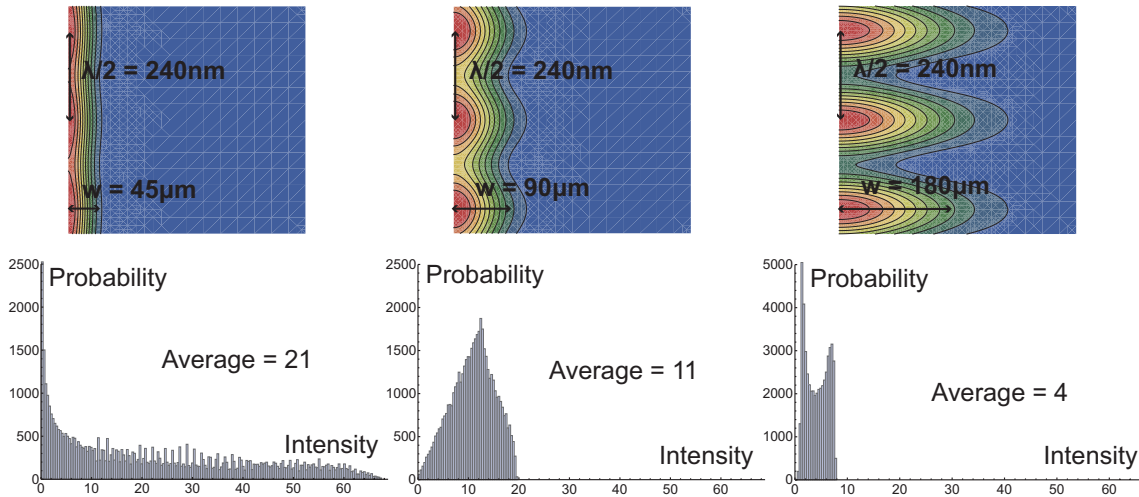 λ/2 = 240nm
w = 45µm
λ/2 = 240nm
w = 90µm
λ/2 = 240nm
w = 180µm
2500
2000
1500
1000
500
0
Probability
Average = 21
Intensity
0 10 20 30 40 50 60
2500
2000
1500
1000
500
0
Probability
Average = 11
Intensity
0 10 20 30 40 50 60
5000
4000
3000
2000
1000
0
Probability
Average = 4
Intensity
0 10 20 30 40 50 60